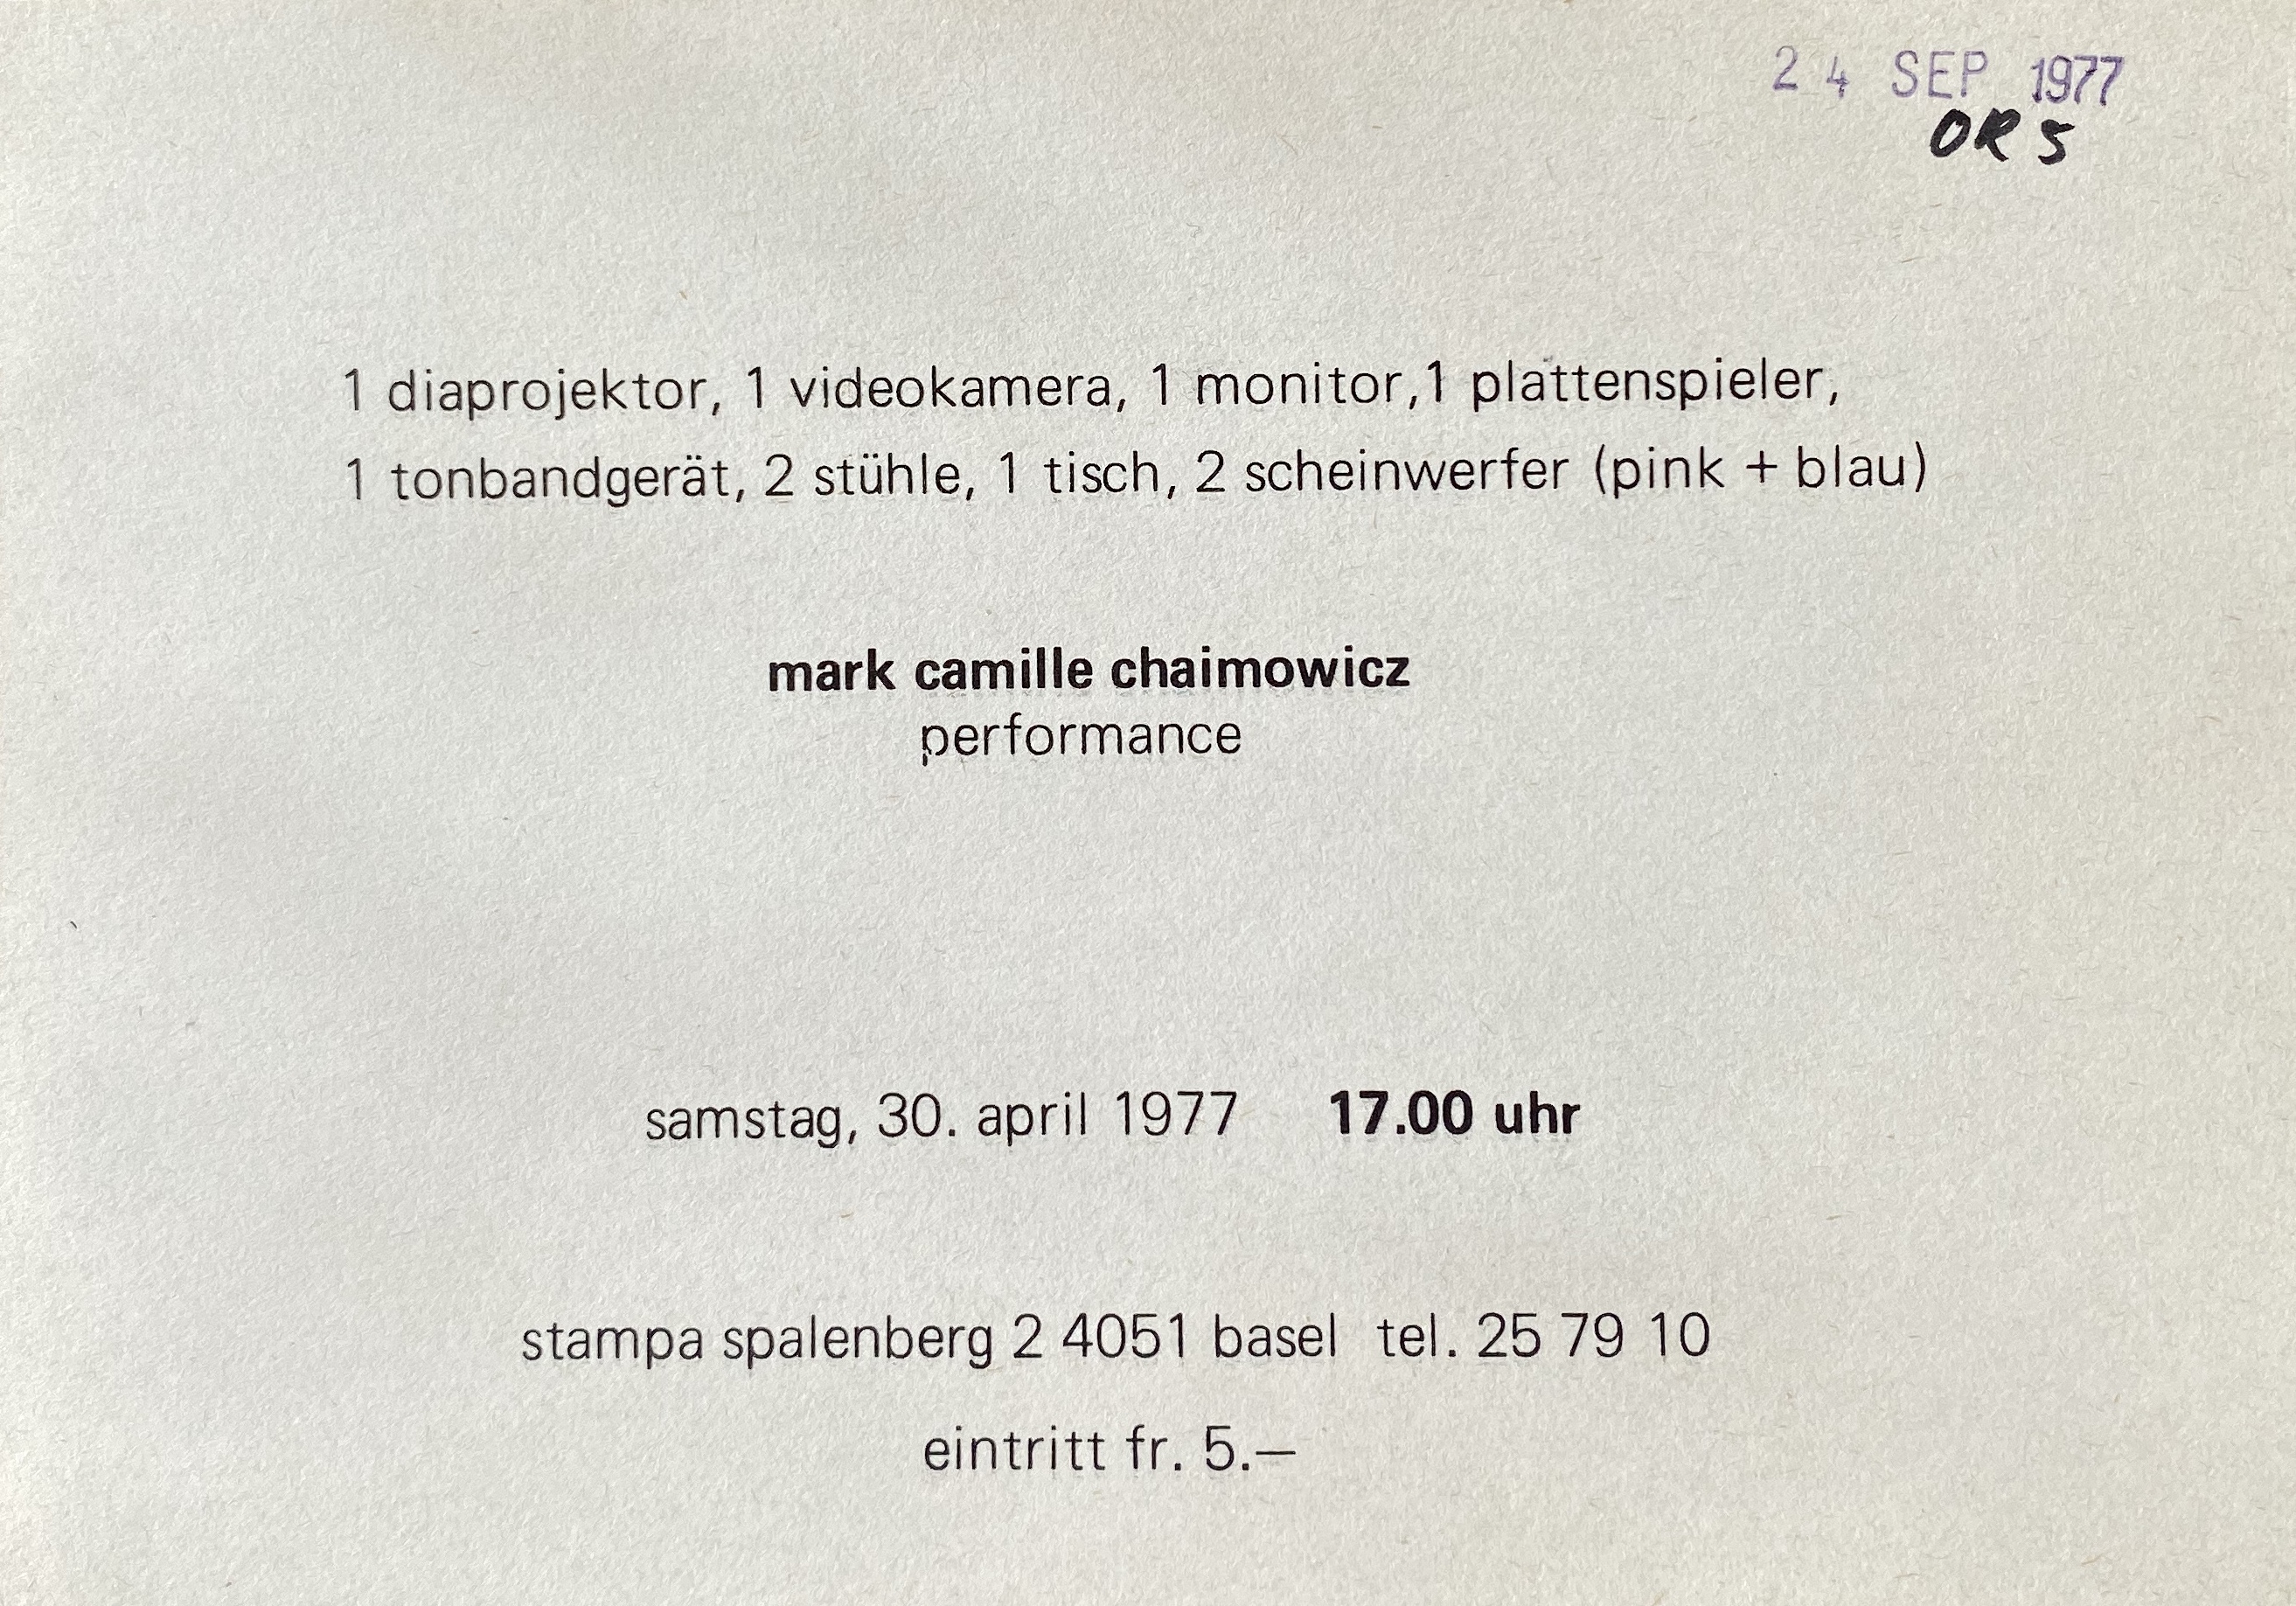 24 SEP 1977
OR 5
1 diaprojektor, 1 videokamera, 1 monitor,1 plattenspieler,
1 tonbandgerät, 2 stühle, 1 tisch, 2 scheinwerfer (pink + blau)
mark camille chaimowicz
performance
samstag, 30. april 1977 17.00 uhr
stampa spalenberg 2 4051 basel tel. 25 79 10
eintritt fr. 5.—